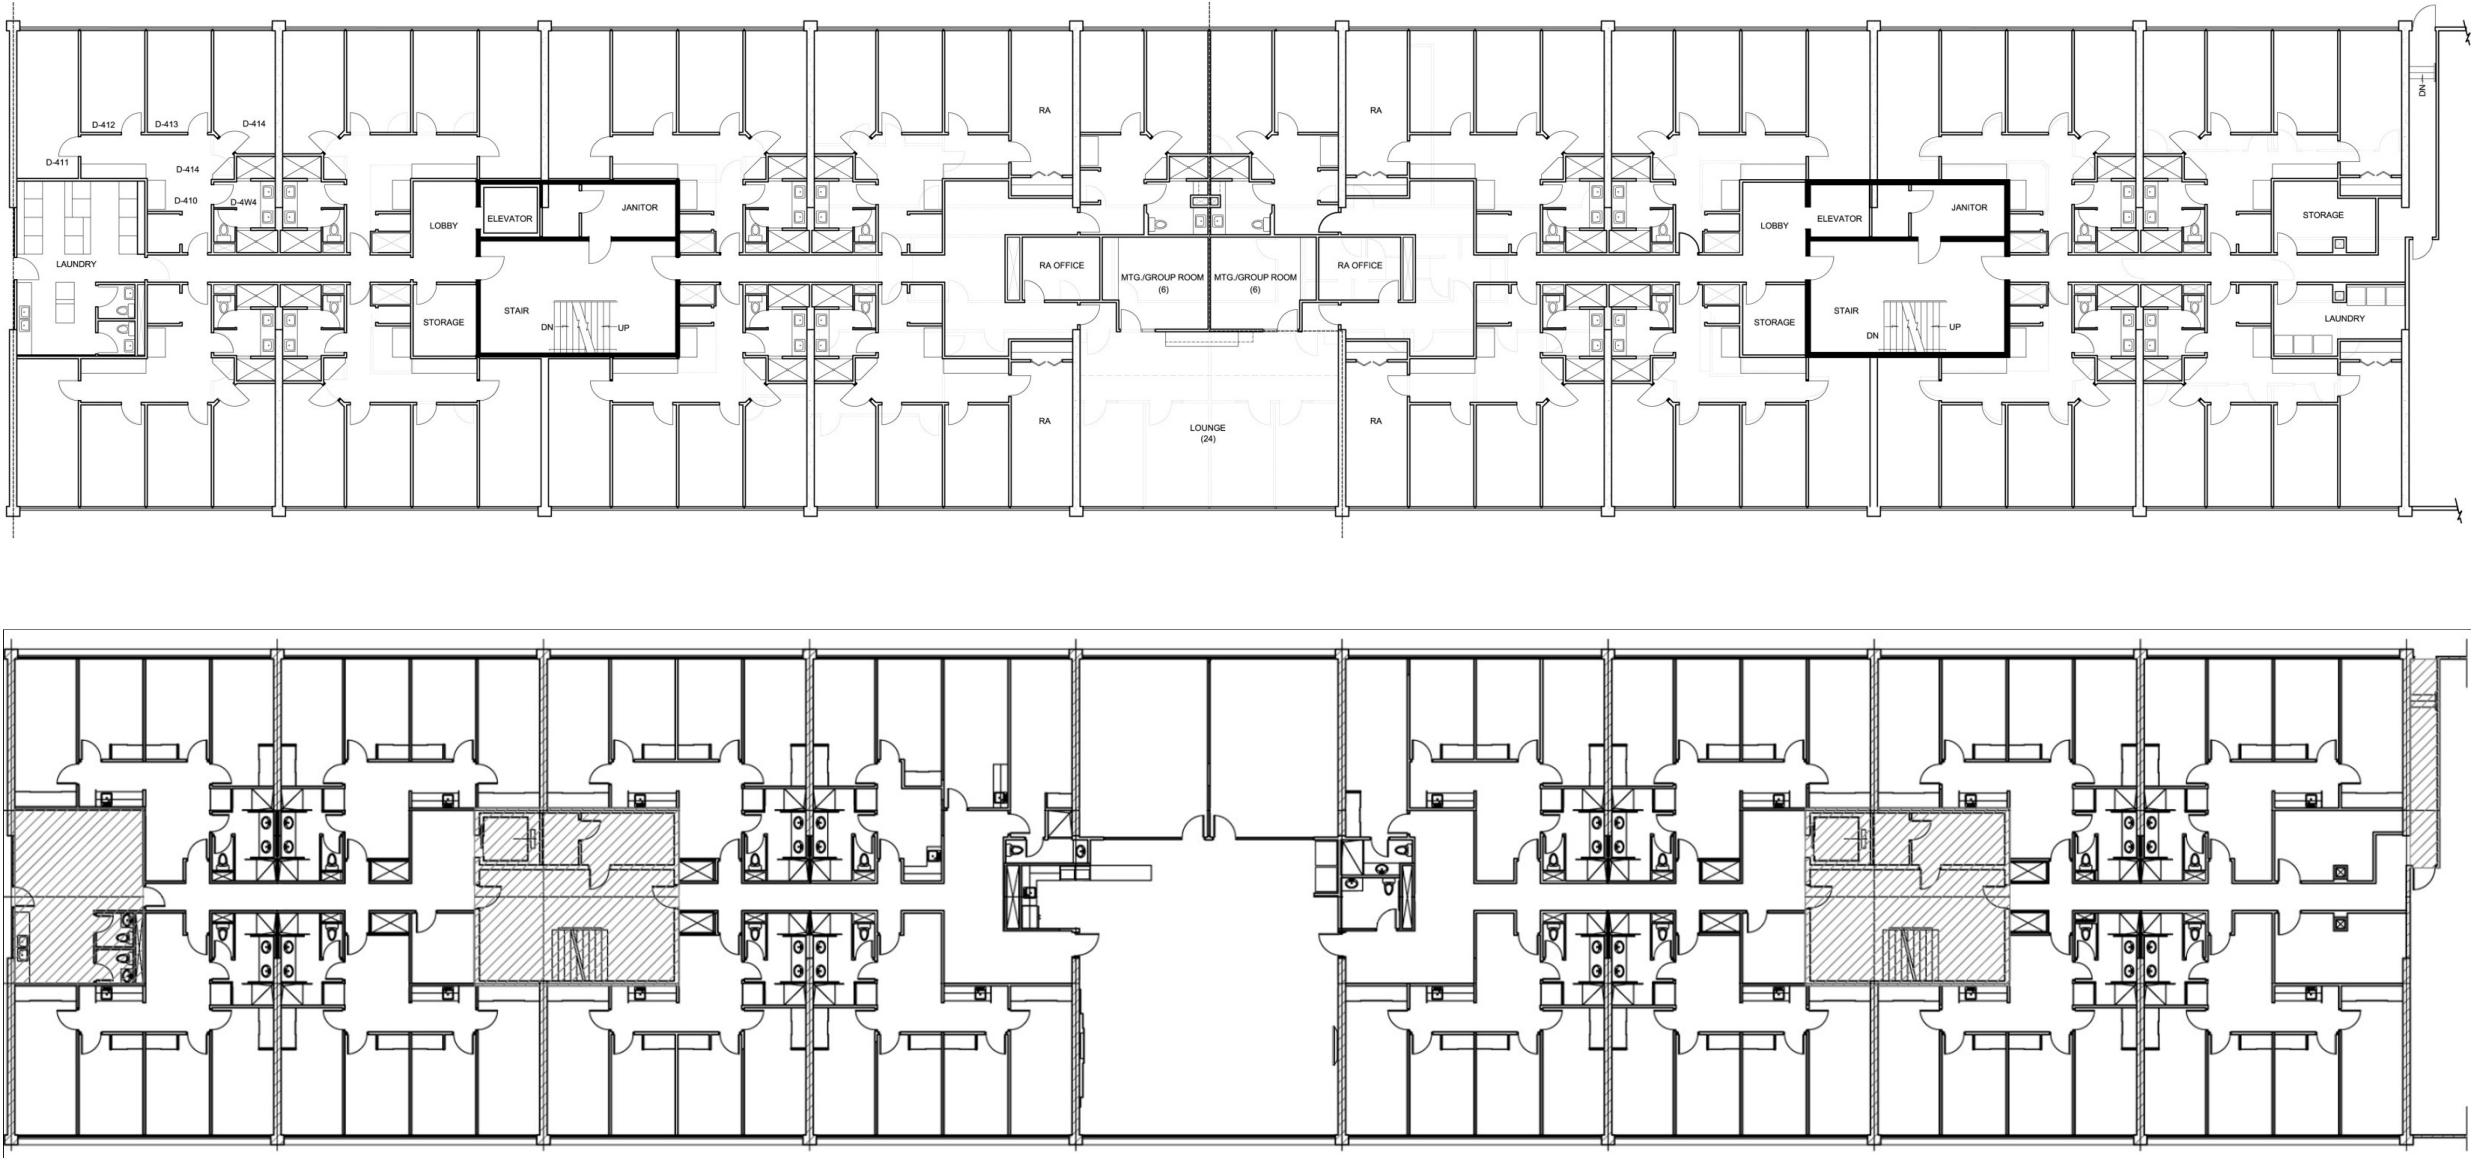 RA
RA
DN
D-412
D-413
D-414
D-411
D-414
D-410
D-4W4
LOBBY
ELEVATOR
JANITOR
LOBBY
ELEVATOR
JANITOR
STORAGE
LAUNDRY
RA OFFICE
MTG./GROUP ROOM
(6)
MTG./GROUP ROOM
(6)
RA OFFICE
STORAGE
STAIR
DN
UP
STORAGE
STAIR
DN
UP
LAUNDRY
RA
LOUNGE
(24)
RA